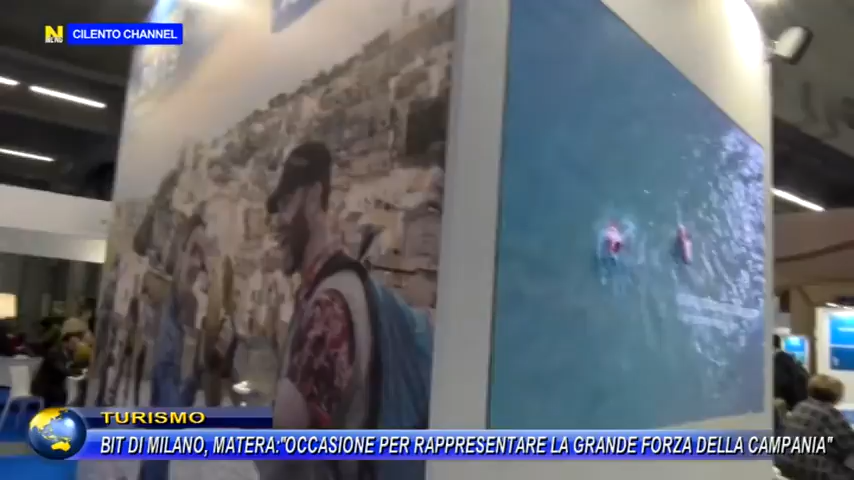 N
CILENTO CHANNEL
TURISMO
BIT DI MILANO, MATERA:"OCCASIONE PER RAPPRESENTARE LA GRANDE FORZA DELLA CAMPANIA"